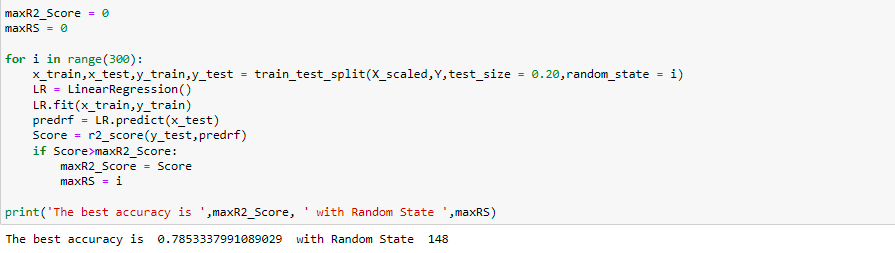 maxR2_Score = 0
maxRS = 0
for i in range(300):
    x_train,x_test,y_train,y_test = train_test_split(X_scaled,Y,test_size = 0.20,random_state = i)
    LR = LinearRegression()
    LR.fit(x_train,y_train)
    predrf = LR.predict(x_test)
    Score = r2_score(y_test,predrf)
    if Score>maxR2_Score:
        maxR2_Score = Score
        maxRS = i
print('The best accuracy is ',maxR2_Score, ' with Random State ',maxRS)
The best accuracy is  0.7853337991089029  with Random State  148